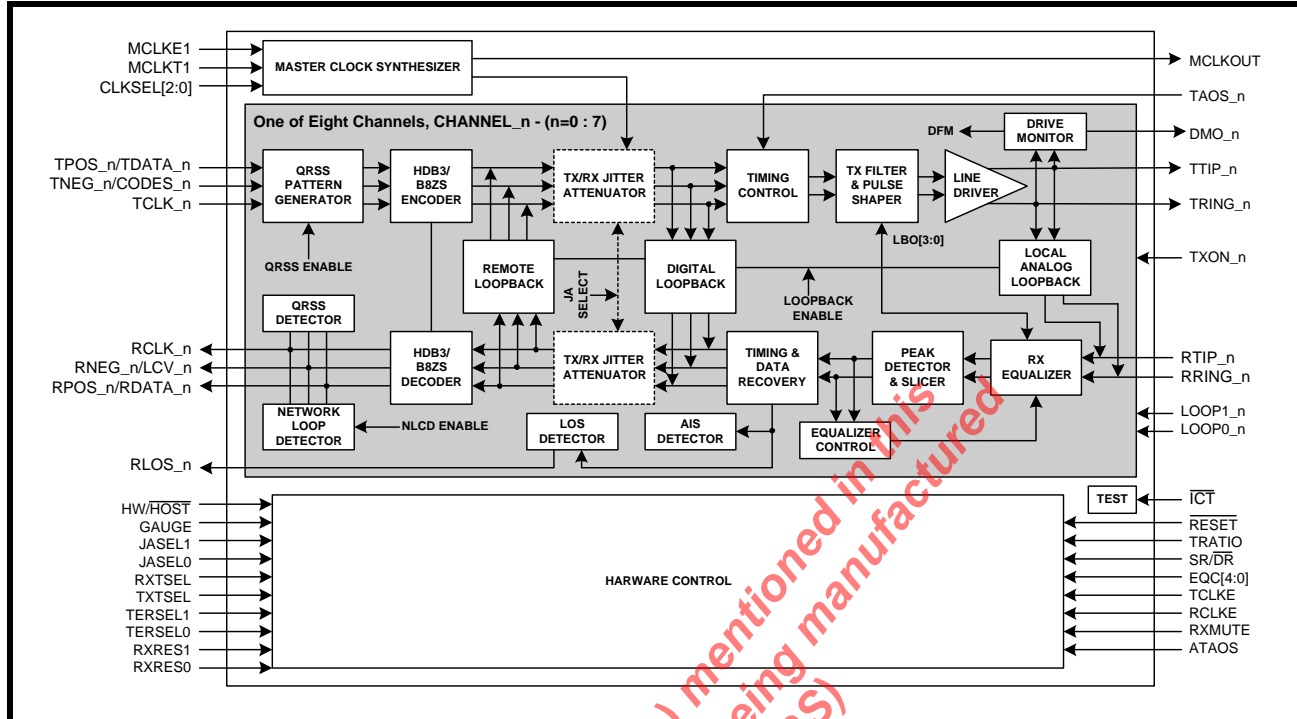 MCLKE1
MCLKT1
CLKSEL[2:0]
MASTER CLOCK SYNTHESIZER
MCLKOUT
TAOS_n
One of Eight Channels, CHANNEL_n - (n=0 : 7)
DFM
DRIVE
MONITOR
DMO_n
TPOS_n/TDATA_n
TNEG_n/CODES_n
TCLK_n
QRSS
PATTERN
GENERATOR
HDB3/
B8ZS
ENCODER
TX/RX JITTER
ATTENUATOR
TIMING
CONTROL
TX FILTER
& PULSE
SHAPER
LINE
DRIVER
TTIP_n
TRING_n
QRSS ENABLE
REMOTE
LOOPBACK
JA
SELECT
DIGITAL
LOOPBACK
LBO[3:0]
LOOPBACK
ENABLE
LOCAL
ANALOG
LOOPBACK
TXON_n
QRSS
DETECTOR
RCLK_n
RNEG_n/LCV_n
RPOS_n/RDATA_n
HDB3/
B8ZS
DECODER
TX/RX JITTER
ATTENUATOR
TIMING &
DATA
RECOVERY
PEAK
DETECTOR
& SLICER
RX
EQUALIZER
RTIP_n
RRING_n
NETWORK
LOOP
DETECTOR
NLCD ENABLE
LOS
DETECTOR
AIS
DETECTOR
EQUALIZER
CONTROL
LOOP1_n
LOOP0_n
RLOS_n
TEST
ICT
HW/HOST
GAUGE
JASEL1
JASEL0
RXTSEL
TXTSEL
TERSEL1
TERSEL0
RXRES1
RXRES0
HARWARE CONTROL
RESET
TRATIO
SR/DR
EQC[4:0]
TCLKE
RCLKE
RXMUTE
ATAOS
) mentioned in this
eing manufactured
S)